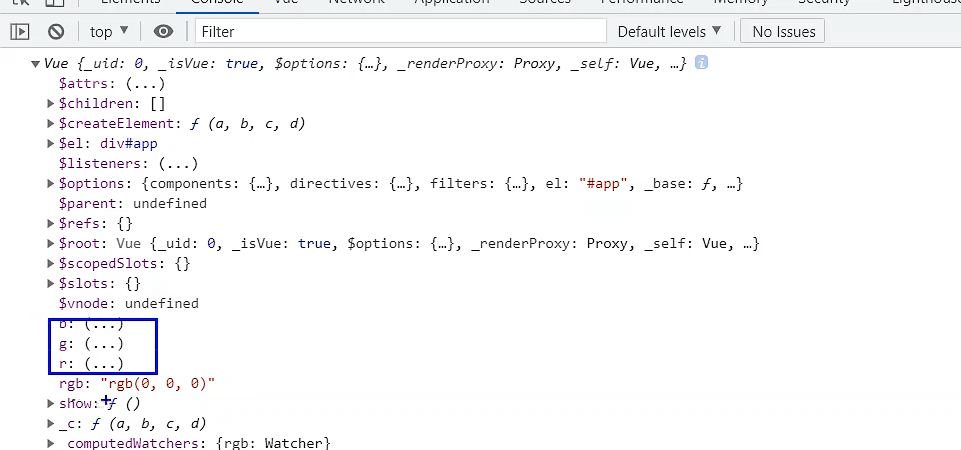 Elements Console Vue Network Application Sources Performance Memory Security Lighthouse
top ▼ Filter Default levels ▼ No Issues
▼Vue {_uid: 0, _isVue: true, $options: {…}, _renderProxy: Proxy, _self: Vue, …} i
$attrs: (...)
▶$children: []
▶$createElement: ƒ (a, b, c, d)
▶$el: div#app
$listeners: (...)
▶$options: {components: {…}, directives: {…}, filters: {…}, el: "#app", _base: ƒ, …}
$parent: undefined
▶$refs: {}
▶$root: Vue {_uid: 0, _isVue: true, $options: {…}, _renderProxy: Proxy, _self: Vue, …}
▶$scopedSlots: {}
▶$slots: {}
$vnode: undefined
b: (...)
g: (...)
r: (...)
rgb: "rgb(0, 0, 0)"
▶show: ƒ ()
▶_c: ƒ (a, b, c, d)
▶_computedWatchers: {rgb: Watcher}